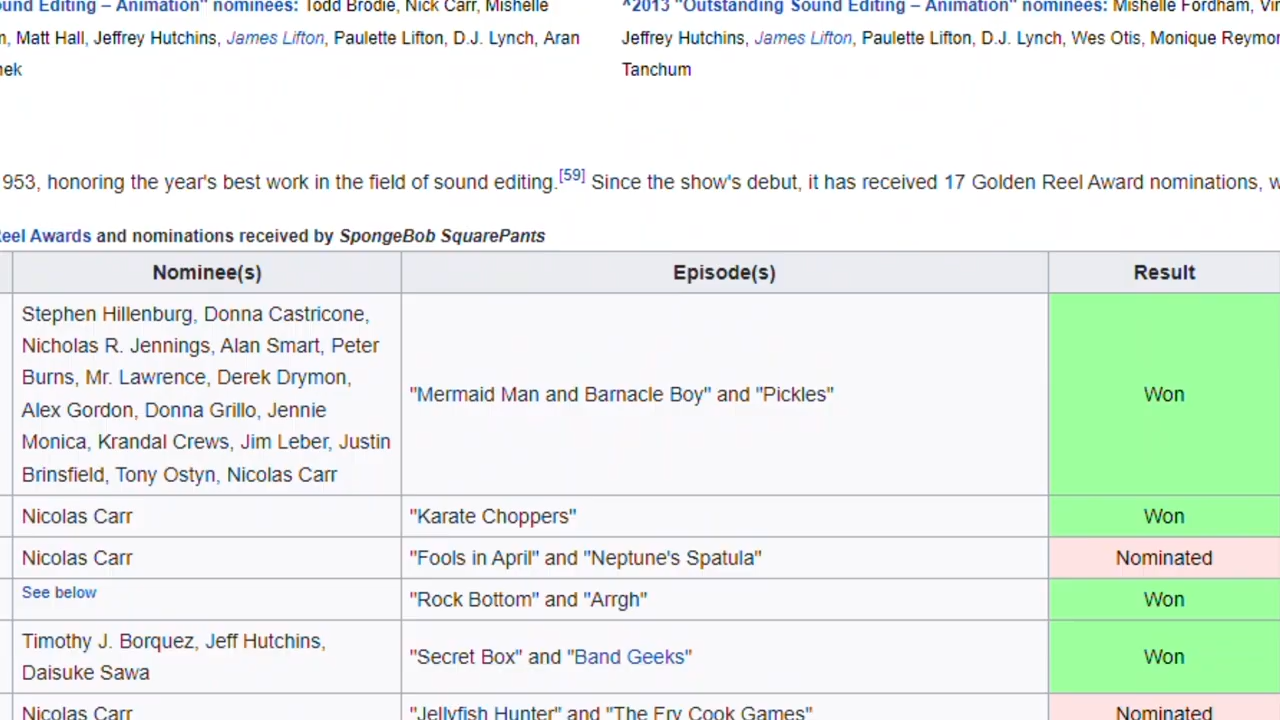 ound Editing – Animation" nominees: Todd Brodie, Nick Carr, Mishelle
, Matt Hall, Jeffrey Hutchins, James Lifton, Paulette Lifton, D.J. Lynch, Aran
ek
^2013 "Outstanding Sound Editing – Animation" nominees: Mishelle Fordham, Vin
Jeffrey Hutchins, James Lifton, Paulette Lifton, D.J. Lynch, Wes Otis, Monique Reymon
Tanchum
953, honoring the year's best work in the field of sound editing.[59] Since the show's debut, it has received 17 Golden Reel Award nominations, w
eel Awards and nominations received by SpongeBob SquarePants
Nominee(s) Episode(s) Result
Stephen Hillenburg, Donna Castricone,
Nicholas R. Jennings, Alan Smart, Peter
Burns, Mr. Lawrence, Derek Drymon,
Alex Gordon, Donna Grillo, Jennie
Monica, Krandal Crews, Jim Leber, Justin
Brinsfield, Tony Ostyn, Nicolas Carr
"Mermaid Man and Barnacle Boy" and "Pickles"
Won
Nicolas Carr "Karate Choppers" Won
Nicolas Carr "Fools in April" and "Neptune's Spatula" Nominated
See below "Rock Bottom" and "Arrgh" Won
Timothy J. Borquez, Jeff Hutchins,
Daisuke Sawa
"Secret Box" and "Band Geeks"
Won
Nicolas Carr "Jellyfish Hunter" and "The Fry Cook Games" Nominated